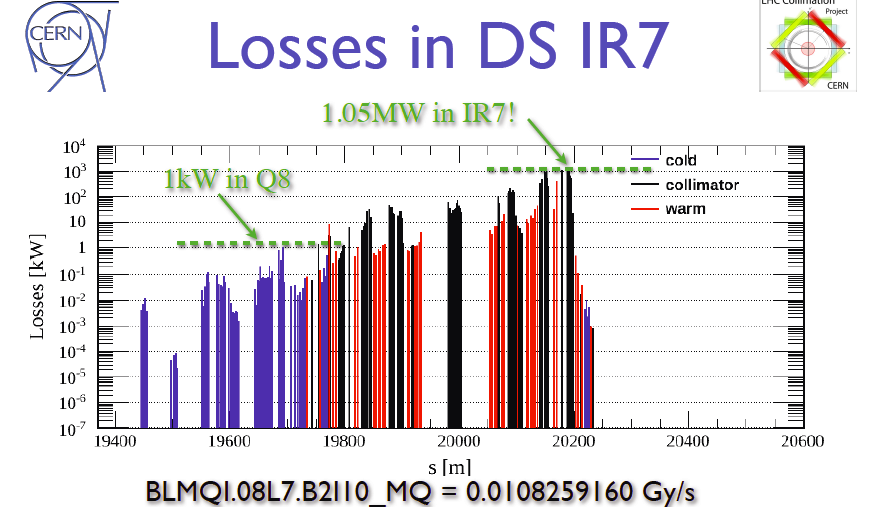 CERN
Losses in DS IR7
LHC Collimation
Project
CERN
1.05MW in IR7!
1kW in Q8
cold
collimator
warm
Losses [kW]
10⁴
10³
10²
10
1
10⁻¹
10⁻²
10⁻³
10⁻⁴
10⁻⁵
10⁻⁶
10⁻⁷
19400 19600 19800 20000 20200 20400 20600
s [m]
BLMQI.08L7.B2I10_MQ = 0.0108259160 Gy/s